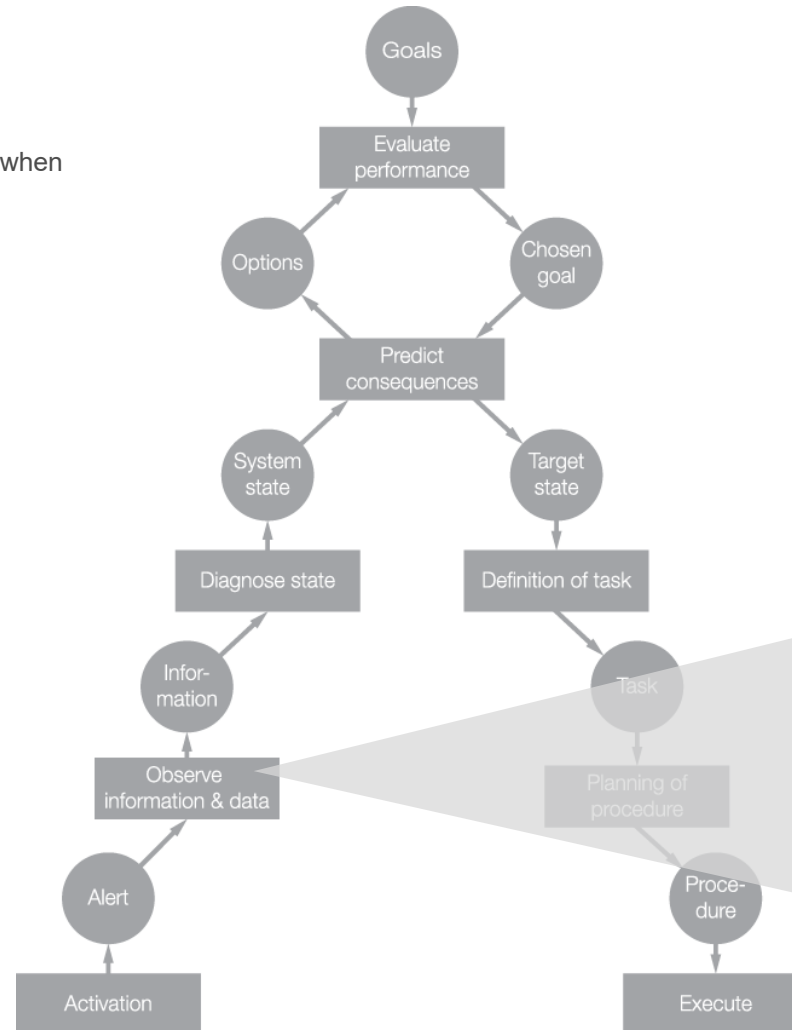 Goals
when
Evaluate
performance
Options
Chosen
goal
Predict
consequences
System
state
Target
state
Diagnose state
Definition of task
Infor-
mation
Task
Observe
information & data
Planning of
procedure
Alert
Proce-
dure
Activation
Execute